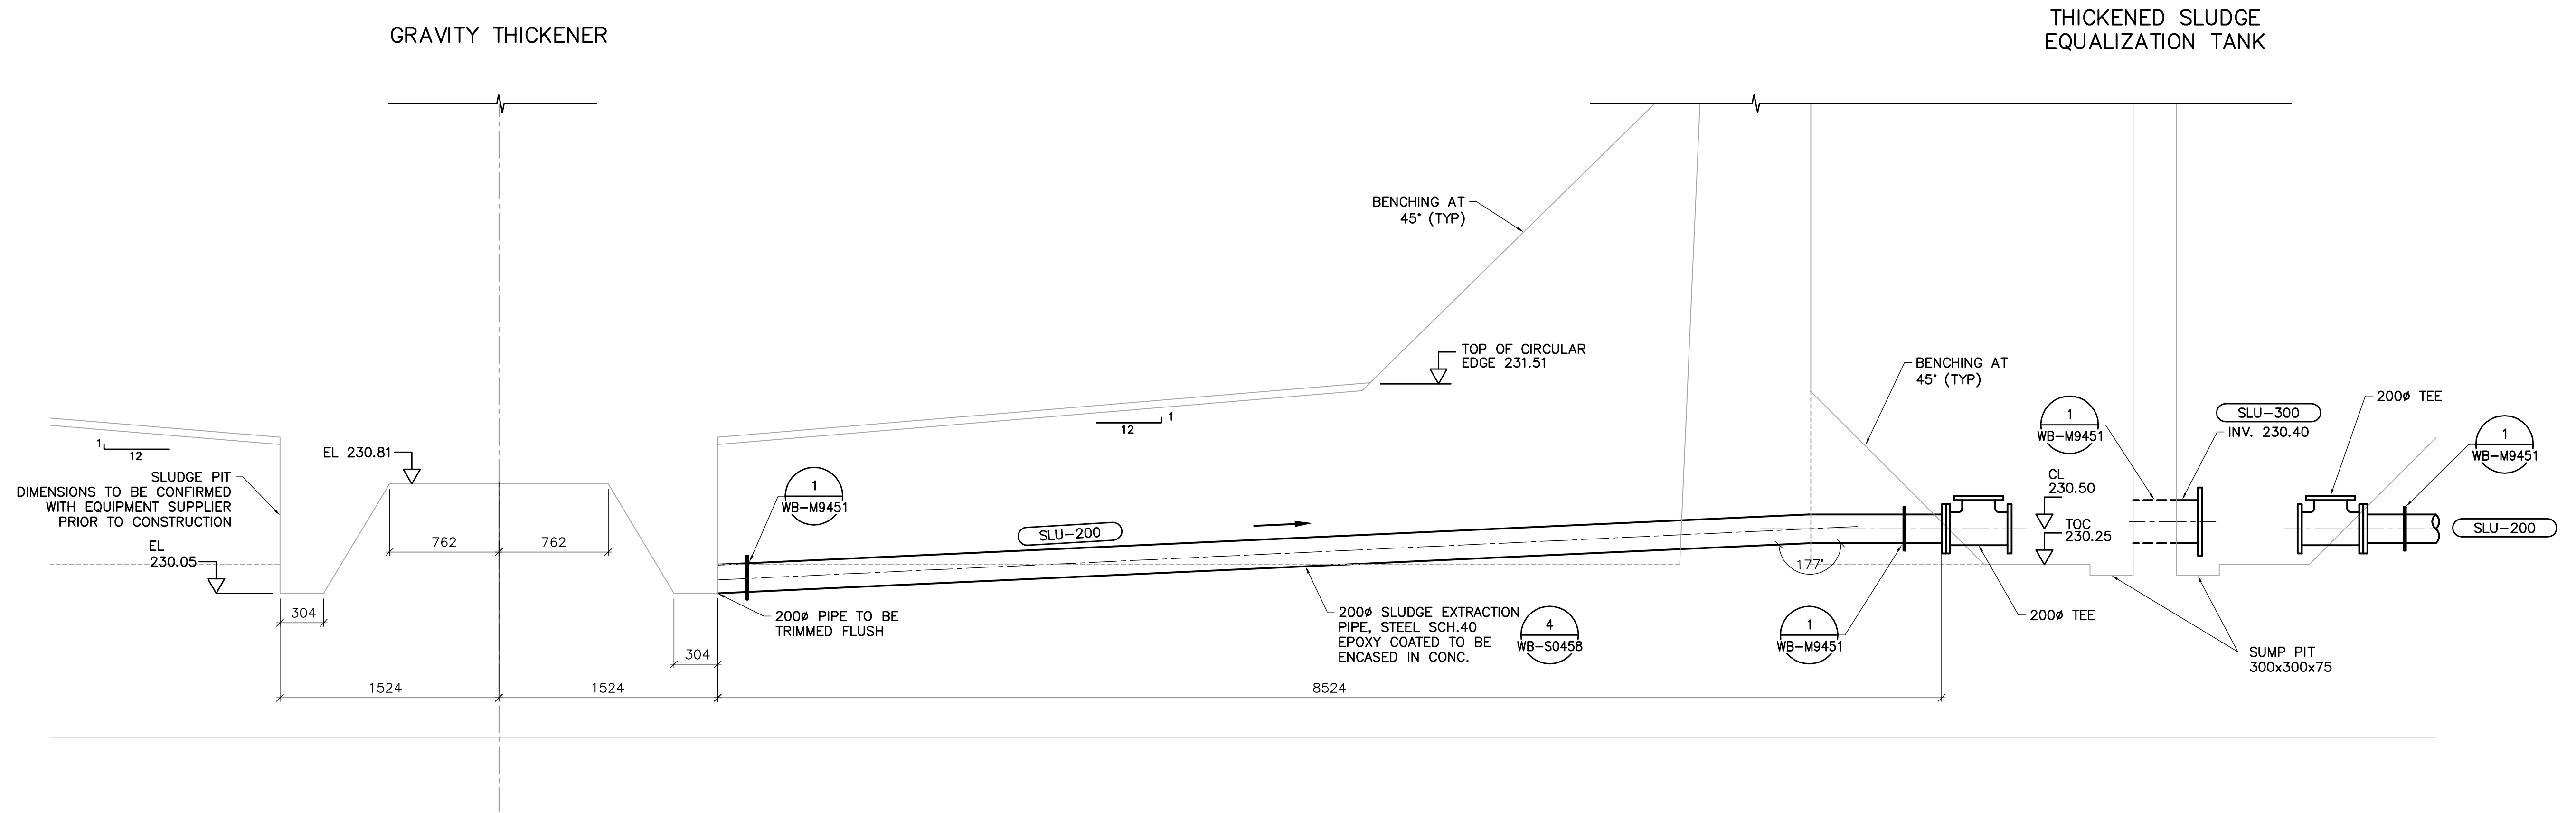 GRAVITY THICKENER
THICKENED SLUDGE
EQUALIZATION TANK
BENCHING AT
45° (TYP)
TOP OF CIRCULAR
EDGE 231.51
BENCHING AT
45° (TYP)
1
12
1
12
EL 230.81
SLUDGE PIT
DIMENSIONS TO BE CONFIRMED
WITH EQUIPMENT SUPPLIER
PRIOR TO CONSTRUCTION
EL
230.05
762
762
304
304
1524
1524
8524
1
WB-M9451
SLU-200
200ø PIPE TO BE
TRIMMED FLUSH
200ø SLUDGE EXTRACTION
PIPE, STEEL SCH.40
EPOXY COATED TO BE
ENCASED IN CONC.
4
WB-S0458
177°
1
WB-M9451
200ø TEE
CL
230.50
TOC
230.25
1
WB-M9451
SLU-300
INV. 230.40
200ø TEE
1
WB-M9451
SLU-200
SUMP PIT
300x300x75